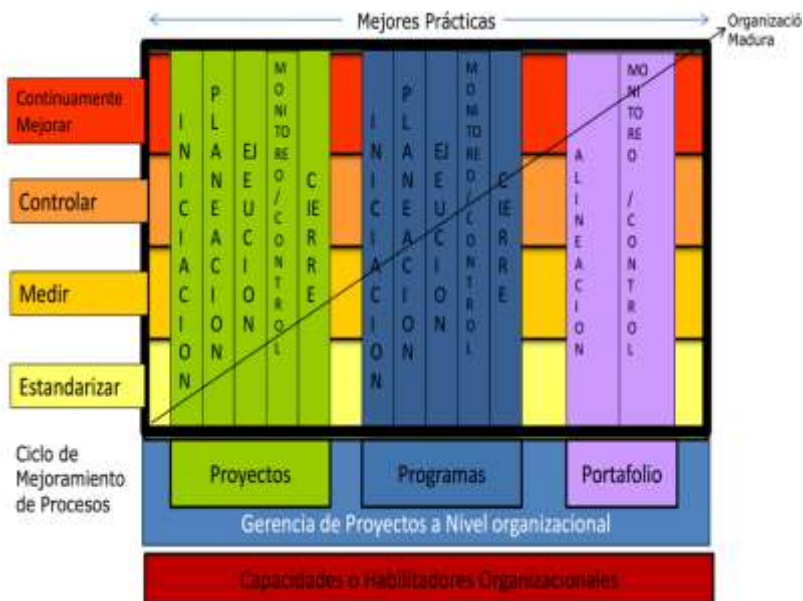 Mejores Prácticas
Organizació
Madura
Continuamente
Mejorar
Controlar
Medir
Estandarizar
INICIACION
PLANEACION
EJEUCION
MONITOREO/CONTROL
CIERRE
INICIACION
PLANEACION
EJEUCION
MONITOREO/CONTROL
CIERRE
ALINEACION
MONITOREO /CONTROL
Ciclo de
Mejoramiento
de Procesos
Proyectos
Programas
Portafolio
Gerencia de Proyectos a Nivel organizacional
Capacidades o Habilitadores Organizacionales